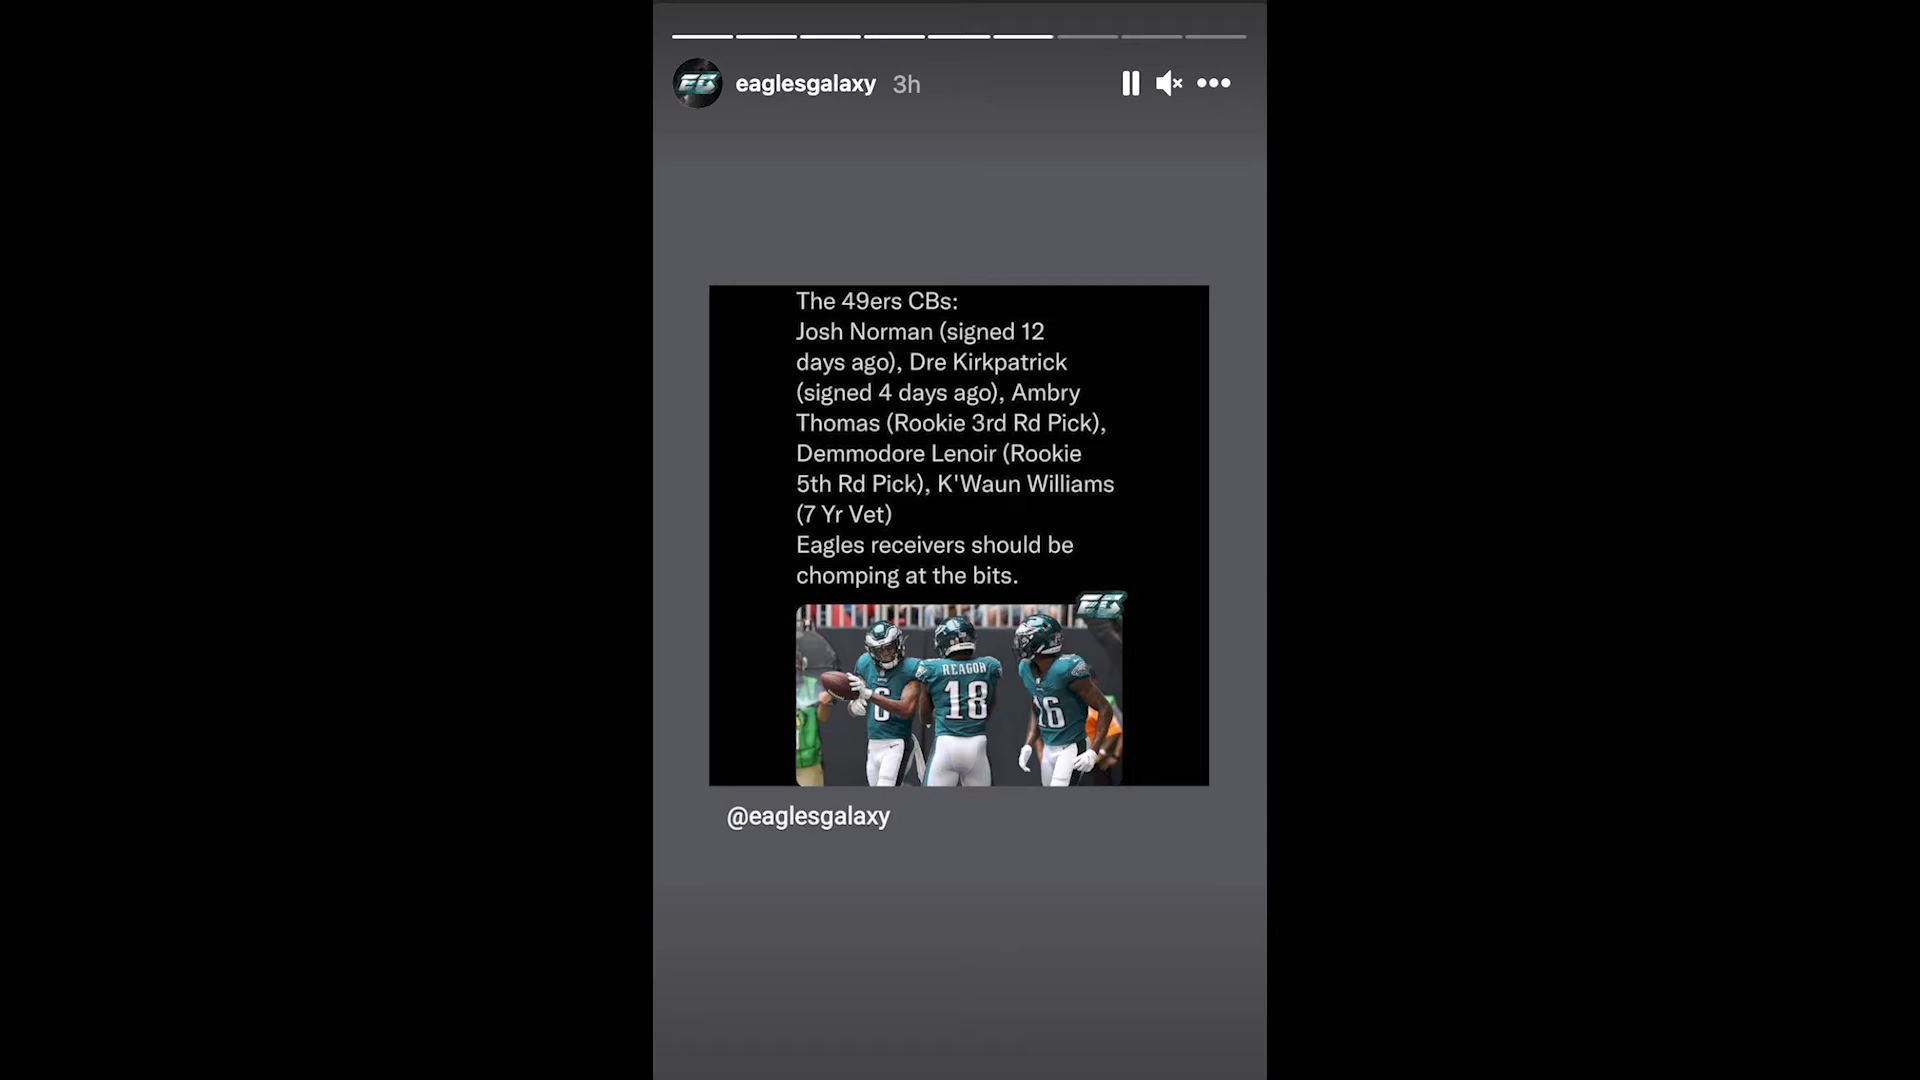 eaglesgalaxy 3h
The 49ers CBs:
Josh Norman (signed 12
days ago), Dre Kirkpatrick
(signed 4 days ago), Ambry
Thomas (Rookie 3rd Rd Pick),
Demmodore Lenoir (Rookie
5th Rd Pick), K'Waun Williams
(7 Yr Vet)
Eagles receivers should be
chomping at the bits.
REAGOR
6
18
16
@eaglesgalaxy